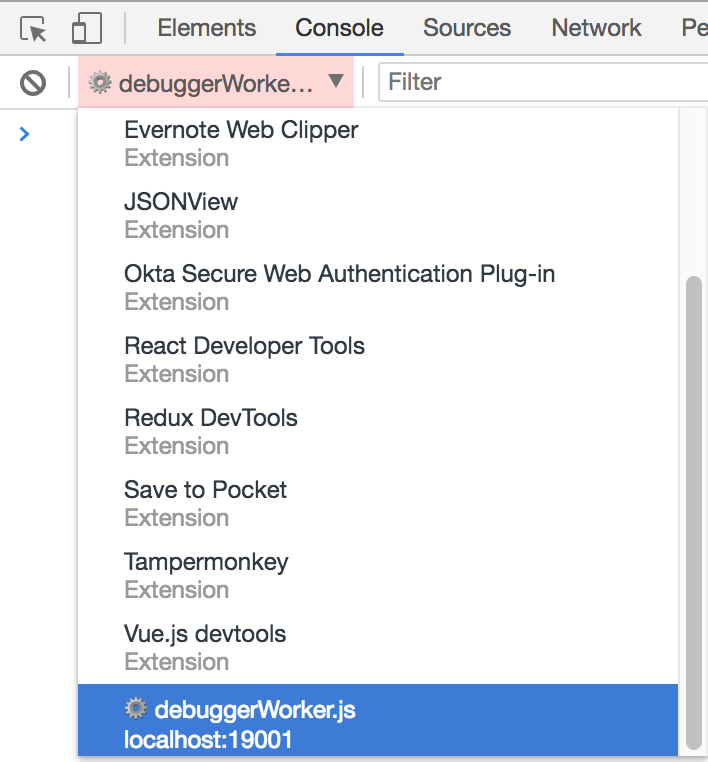 Elements Console Sources Network Pe
debuggerWorke... ▼ Filter
Evernote Web Clipper
Extension
JSONView
Extension
Okta Secure Web Authentication Plug-in
Extension
React Developer Tools
Extension
Redux DevTools
Extension
Save to Pocket
Extension
Tampermonkey
Extension
Vue.js devtools
Extension
debuggerWorker.js
localhost:19001